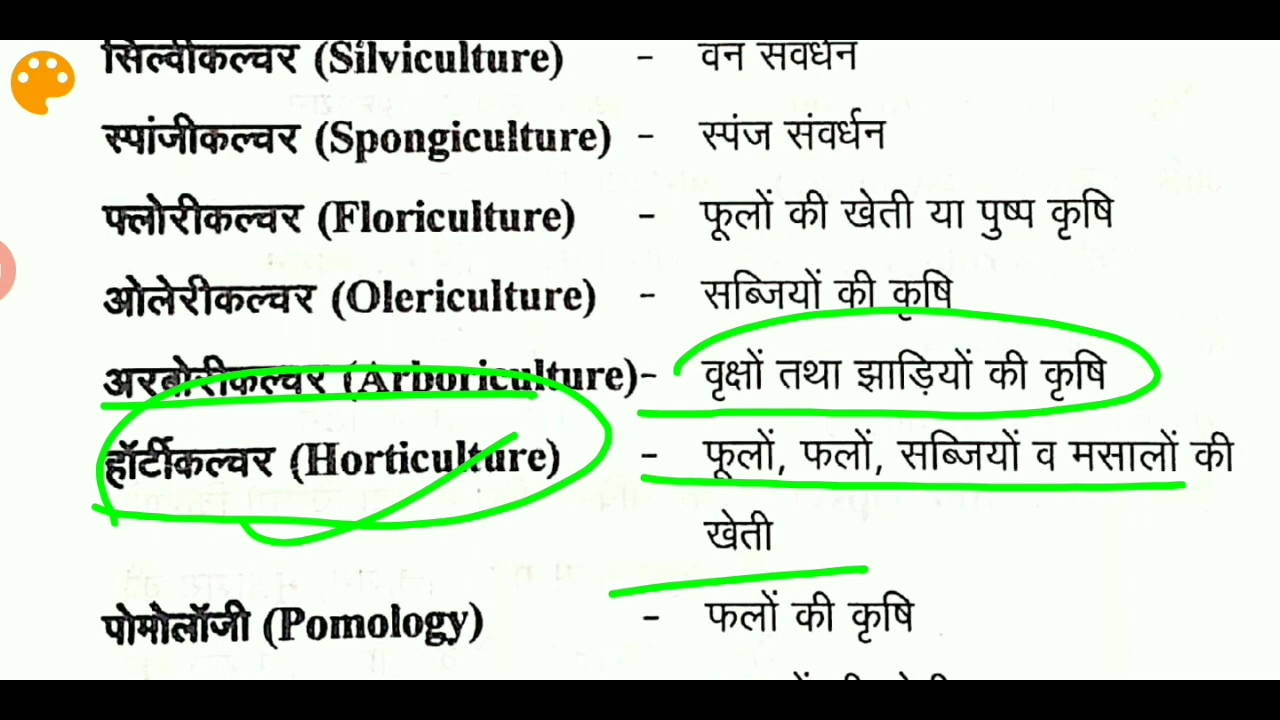 सिल्वीकल्चर (Silviculture) - वन संवर्धन
स्पांजीकल्चर (Spongiculture) - स्पंज संवर्धन
फ्लोरीकल्चर (Floriculture) - फूलों की खेती या पुष्प कृषि
ओलेरीकल्चर (Olericulture) - सब्जियों की कृषि
अरबोरीकल्चर (Arboriculture) - वृक्षों तथा झाड़ियों की कृषि
हॉर्टीकल्चर (Horticulture) - फूलों, फलों, सब्जियों व मसालों की
खेती
पोमोलॉजी (Pomology) - फलों की कृषि